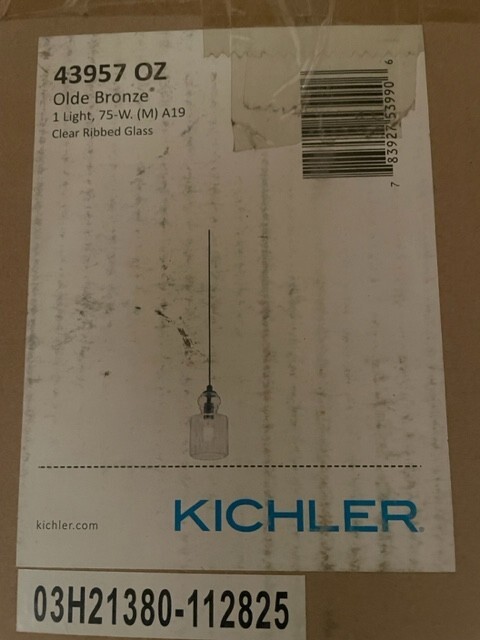 43957 OZ
Olde Bronze®
1 Light, 75-W. (M) A19
Clear Ribbed Glass
7 83927 53990 6
kichler.com
KICHLER®
03H21380-112825